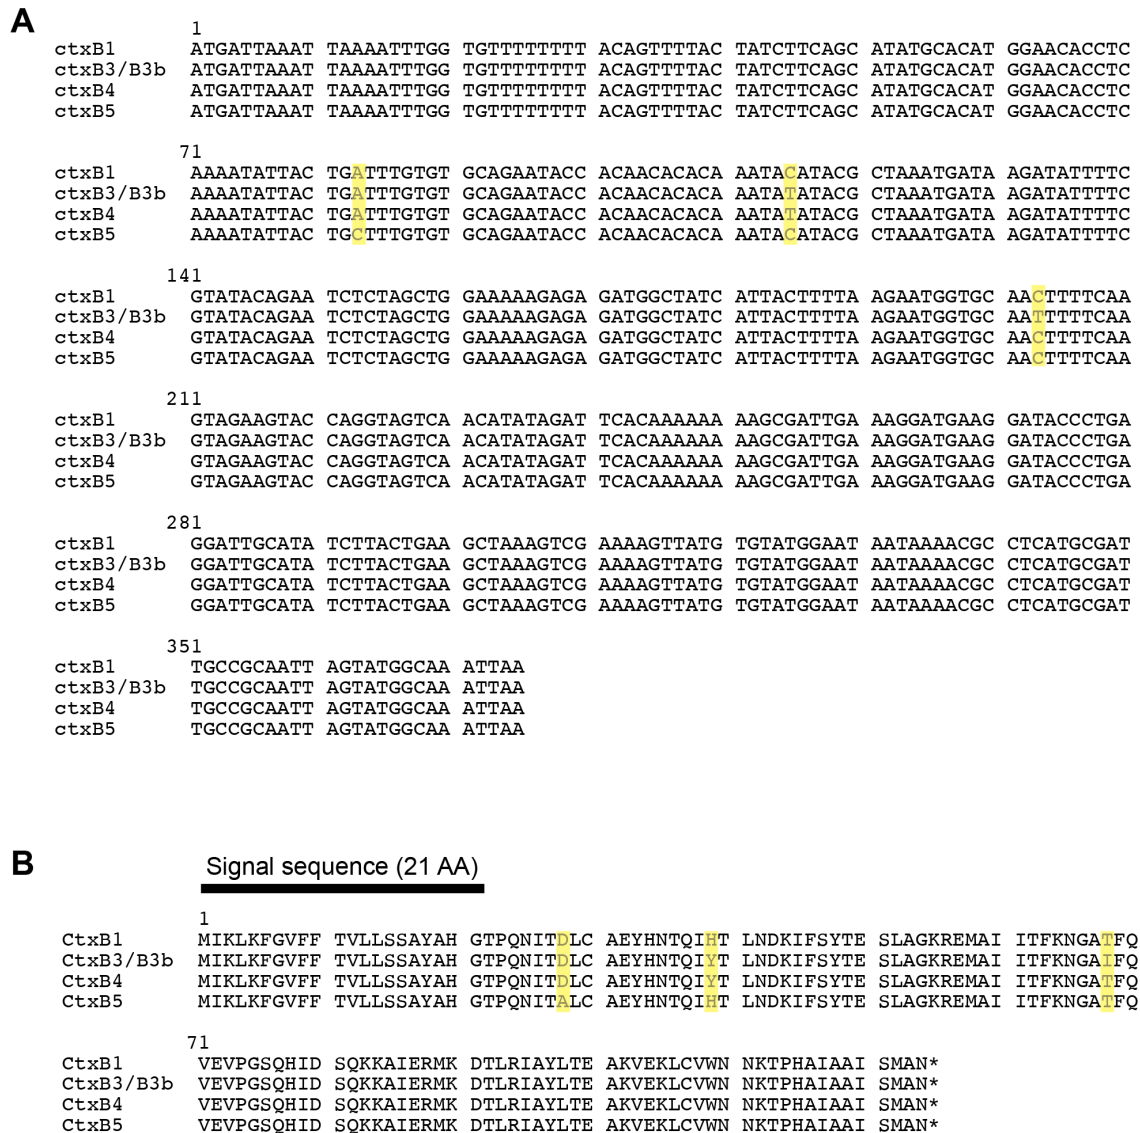 A
1
ctxB1 ATGATTAAAT TAAAATTTGG TGTTTTTTTT ACAGTTTTAC TATCTTCAGC ATATGCACAT GGAACACCTC
ctxB3/B3b ATGATTAAAT TAAAATTTGG TGTTTTTTTT ACAGTTTTAC TATCTTCAGC ATATGCACAT GGAACACCTC
ctxB4 ATGATTAAAT TAAAATTTGG TGTTTTTTTT ACAGTTTTAC TATCTTCAGC ATATGCACAT GGAACACCTC
ctxB5 ATGATTAAAT TAAAATTTGG TGTTTTTTTT ACAGTTTTAC TATCTTCAGC ATATGCACAT GGAACACCTC
71
ctxB1 AAAATATTAC TGATTTGTGT GCAGAATACC ACAACACACA AATACATACG CTAAATGATA AGATATTTTC
ctxB3/B3b AAAATATTAC TGATTTGTGT GCAGAATACC ACAACACACA AATATATACG CTAAATGATA AGATATTTTC
ctxB4 AAAATATTAC TGATTTGTGT GCAGAATACC ACAACACACA AATATATACG CTAAATGATA AGATATTTTC
ctxB5 AAAATATTAC TGCTTTGTGT GCAGAATACC ACAACACACA AATACATACG CTAAATGATA AGATATTTTC
141
ctxB1 GTATACAGAA TCTCTAGCTG GAAAAAGAGA GATGGCTATC ATTACTTTTA AGAATGGTGC AACTTTTCAA
ctxB3/B3b GTATACAGAA TCTCTAGCTG GAAAAAGAGA GATGGCTATC ATTACTTTTA AGAATGGTGC AATTTTTCAA
ctxB4 GTATACAGAA TCTCTAGCTG GAAAAAGAGA GATGGCTATC ATTACTTTTA AGAATGGTGC AACTTTTCAA
ctxB5 GTATACAGAA TCTCTAGCTG GAAAAAGAGA GATGGCTATC ATTACTTTTA AGAATGGTGC AACTTTTCAA
211
ctxB1 GTAGAAGTAC CAGGTAGTCA ACATATAGAT TCACAAAAAA AAGCGATTGA AAGGATGAAG GATACCCTGA
ctxB3/B3b GTAGAAGTAC CAGGTAGTCA ACATATAGAT TCACAAAAAA AAGCGATTGA AAGGATGAAG GATACCCTGA
ctxB4 GTAGAAGTAC CAGGTAGTCA ACATATAGAT TCACAAAAAA AAGCGATTGA AAGGATGAAG GATACCCTGA
ctxB5 GTAGAAGTAC CAGGTAGTCA ACATATAGAT TCACAAAAAA AAGCGATTGA AAGGATGAAG GATACCCTGA
281
ctxB1 GGATTGCATA TCTTACTGAA GCTAAAGTCG AAAAGTTATG TGTATGGAAT AATAAAACGC CTCATGCGAT
ctxB3/B3b GGATTGCATA TCTTACTGAA GCTAAAGTCG AAAAGTTATG TGTATGGAAT AATAAAACGC CTCATGCGAT
ctxB4 GGATTGCATA TCTTACTGAA GCTAAAGTCG AAAAGTTATG TGTATGGAAT AATAAAACGC CTCATGCGAT
ctxB5 GGATTGCATA TCTTACTGAA GCTAAAGTCG AAAAGTTATG TGTATGGAAT AATAAAACGC CTCATGCGAT
351
ctxB1 TGCCGCAATT AGTATGGCAA ATTAA
ctxB3/B3b TGCCGCAATT AGTATGGCAA ATTAA
ctxB4 TGCCGCAATT AGTATGGCAA ATTAA
ctxB5 TGCCGCAATT AGTATGGCAA ATTAA
B
Signal sequence (21 AA)
1
CtxB1 MIKLKFGVFF TVLLSSAYAH GTPQNITDLC AEYHNTQIHT LNDKIFSYTE SLAGKREMAI ITFKNGATFQ
CtxB3/B3b MIKLKFGVFF TVLLSSAYAH GTPQNITDLC AEYHNTQIYT LNDKIFSYTE SLAGKREMAI ITFKNGAIFQ
CtxB4 MIKLKFGVFF TVLLSSAYAH GTPQNITDLC AEYHNTQIYT LNDKIFSYTE SLAGKREMAI ITFKNGATFQ
CtxB5 MIKLKFGVFF TVLLSSAYAH GTPQNITALC AEYHNTQIHT LNDKIFSYTE SLAGKREMAI ITFKNGATFQ
71
CtxB1 VEVPGSQHID SQKKAIERMK DTLRIAYLTE AKVEKLCVWN NKTPHAIAAI SMAN*
CtxB3/B3b VEVPGSQHID SQKKAIERMK DTLRIAYLTE AKVEKLCVWN NKTPHAIAAI SMAN*
CtxB4 VEVPGSQHID SQKKAIERMK DTLRIAYLTE AKVEKLCVWN NKTPHAIAAI SMAN*
CtxB5 VEVPGSQHID SQKKAIERMK DTLRIAYLTE AKVEKLCVWN NKTPHAIAAI SMAN*